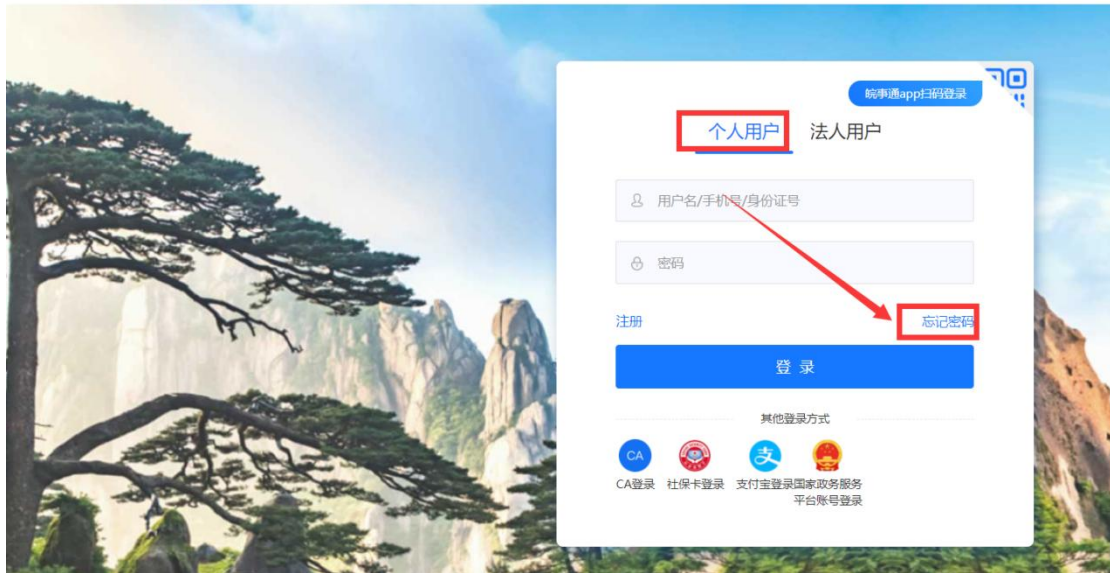 皖事通app扫码登录
个人用户 法人用户
用户名/手机号/身份证号
密码
注册 忘记密码
登 录
其他登录方式
CA
支
CA登录 社保卡登录 支付宝登录 国家政务服务
平台账号登录